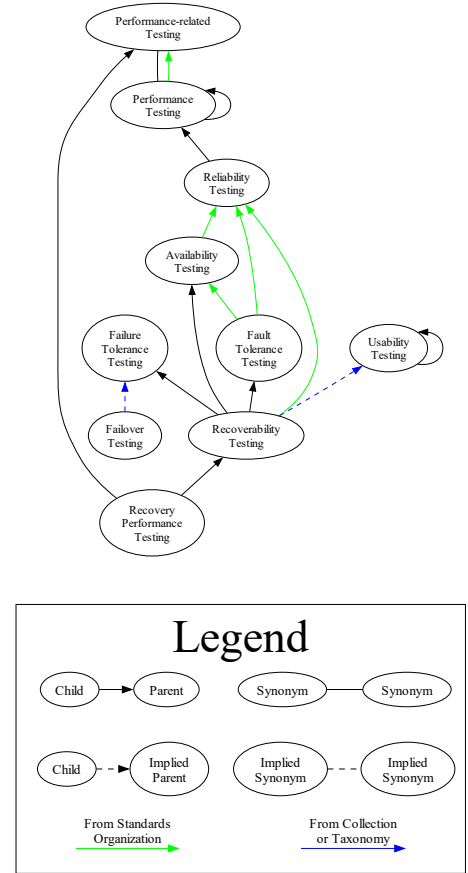 Performance-related
Testing
Performance
Testing
Reliability
Testing
Availability
Testing
Failure
Tolerance
Testing
Fault
Tolerance
Testing
Usability
Testing
Failover
Testing
Recoverability
Testing
Recovery
Performance
Testing
Legend
Child
Parent
Synonym
Synonym
Child
Implied
Parent
Implied
Synonym
Implied
Synonym
From Standards
Organization
From Collection
or Taxonomy